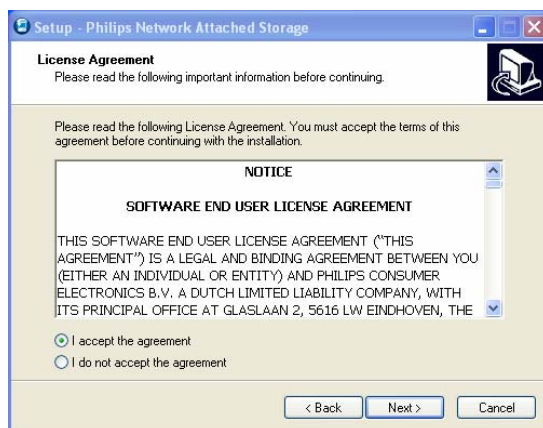 Setup - Philips Network Attached Storage
License Agreement
Please read the following important information before continuing.
Please read the following License Agreement. You must accept the terms of this
agreement before continuing with the installation.
NOTICE
SOFTWARE END USER LICENSE AGREEMENT
THIS SOFTWARE END USER LICENSE AGREEMENT ("THIS
AGREEMENT") IS A LEGAL AND BINDING AGREEMENT BETWEEN YOU
(EITHER AN INDIVIDUAL OR ENTITY) AND PHILIPS CONSUMER
ELECTRONICS B.V. A DUTCH LIMITED LIABILITY COMPANY, WITH
ITS PRINCIPAL OFFICE AT GLASLAAN 2, 5616 LW EINDHOVEN, THE
I accept the agreement
I do not accept the agreement
< Back Next > Cancel